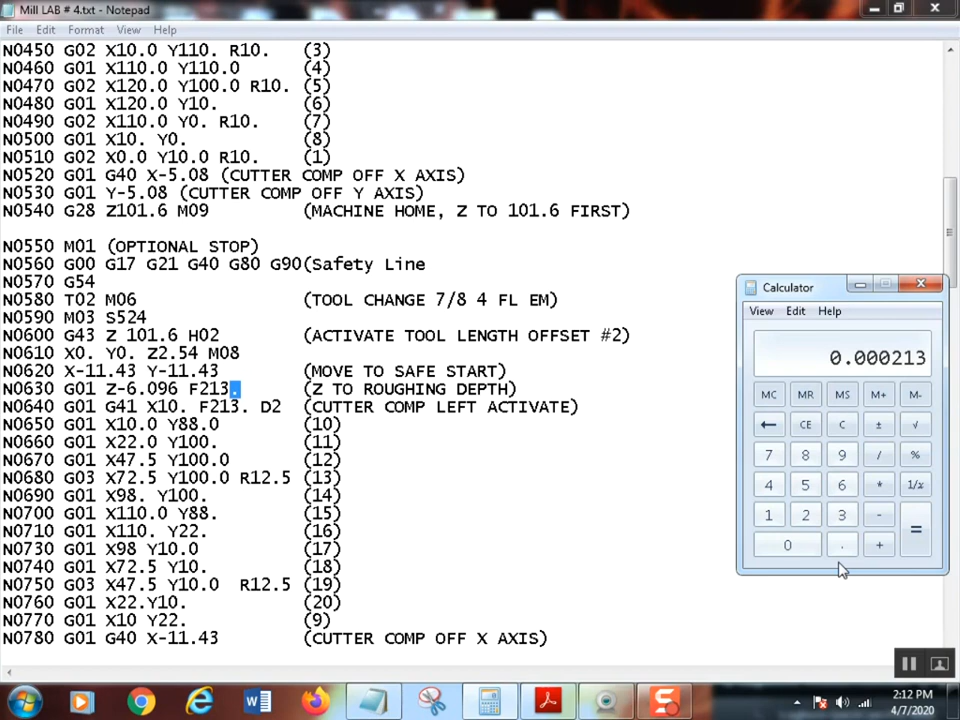 Mill LAB # 4.txt - Notepad
File Edit Format View Help
N0450 G02 X10.0 Y110. R10. (3)
N0460 G01 X110.0 Y110.0 (4)
N0470 G02 X120.0 Y100.0 R10. (5)
N0480 G01 X120.0 Y10. (6)
N0490 G02 X110.0 Y0. R10. (7)
N0500 G01 X10. Y0. (8)
N0510 G02 X0.0 Y10.0 R10. (1)
N0520 G01 G40 X-5.08 (CUTTER COMP OFF X AXIS)
N0530 G01 Y-5.08 (CUTTER COMP OFF Y AXIS)
N0540 G28 Z101.6 M09 (MACHINE HOME, Z TO 101.6 FIRST)
N0550 M01 (OPTIONAL STOP)
N0560 G00 G17 G21 G40 G80 G90(Safety Line
N0570 G54
N0580 T02 M06 (TOOL CHANGE 7/8 4 FL EM)
N0590 M03 S524
N0600 G43 Z 101.6 H02 (ACTIVATE TOOL LENGTH OFFSET #2)
N0610 X0. Y0. Z2.54 M08
N0620 X-11.43 Y-11.43 (MOVE TO SAFE START)
N0630 G01 Z-6.096 F213. (Z TO ROUGHING DEPTH)
N0640 G01 G41 X10. F213. D2 (CUTTER COMP LEFT ACTIVATE)
N0650 G01 X10.0 Y88.0 (10)
N0660 G01 X22.0 Y100. (11)
N0670 G01 X47.5 Y100.0 (12)
N0680 G03 X72.5 Y100.0 R12.5 (13)
N0690 G01 X98. Y100. (14)
N0700 G01 X110.0 Y88. (15)
N0710 G01 X110. Y22. (16)
N0730 G01 X98 Y10.0 (17)
N0740 G01 X72.5 Y10. (18)
N0750 G03 X47.5 Y10.0 R12.5 (19)
N0760 G01 X22.Y10. (20)
N0770 G01 X10 Y22. (9)
N0780 G01 G40 X-11.43 (CUTTER COMP OFF X AXIS)
Calculator
View Edit Help
0.000213
MC MR MS M+ M-
← CE C ± √
7 8 9 / %
4 5 6 * 1/x
1 2 3 - =
0 . +
2:12 PM
4/7/2020